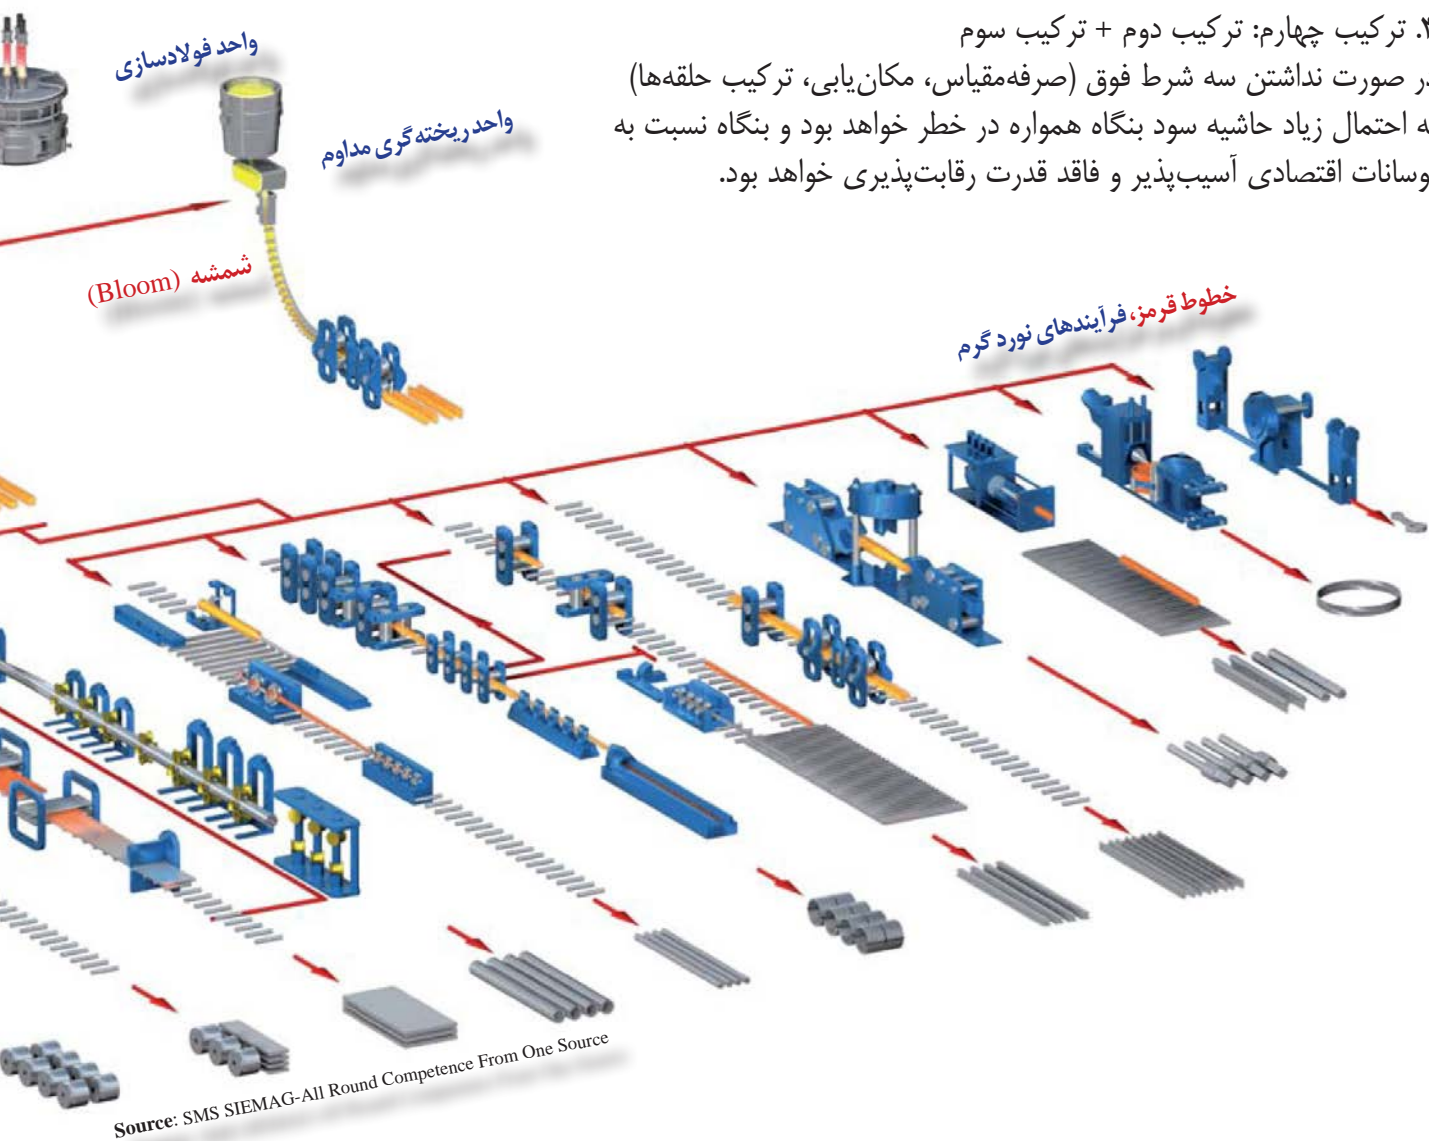 ۴. ترکیب چهارم: ترکیب دوم + ترکیب سوم
در صورت نداشتن سه شرط فوق (صرفه‌مقیاس، مکان‌یابی، ترکیب حلقه‌ها)
به احتمال زیاد حاشیه سود بنگاه همواره در خطر خواهد بود و بنگاه نسبت به
نوسانات اقتصادی آسیب‌پذیر و فاقد قدرت رقابت‌پذیری خواهد بود.
واحد فولادسازی
واحد ریخته‌گری مداوم
شمشه (Bloom)
خطوط قرمز، فرآیندهای نورد گرم
Source: SMS SIEMAG-All Round Competence From One Source